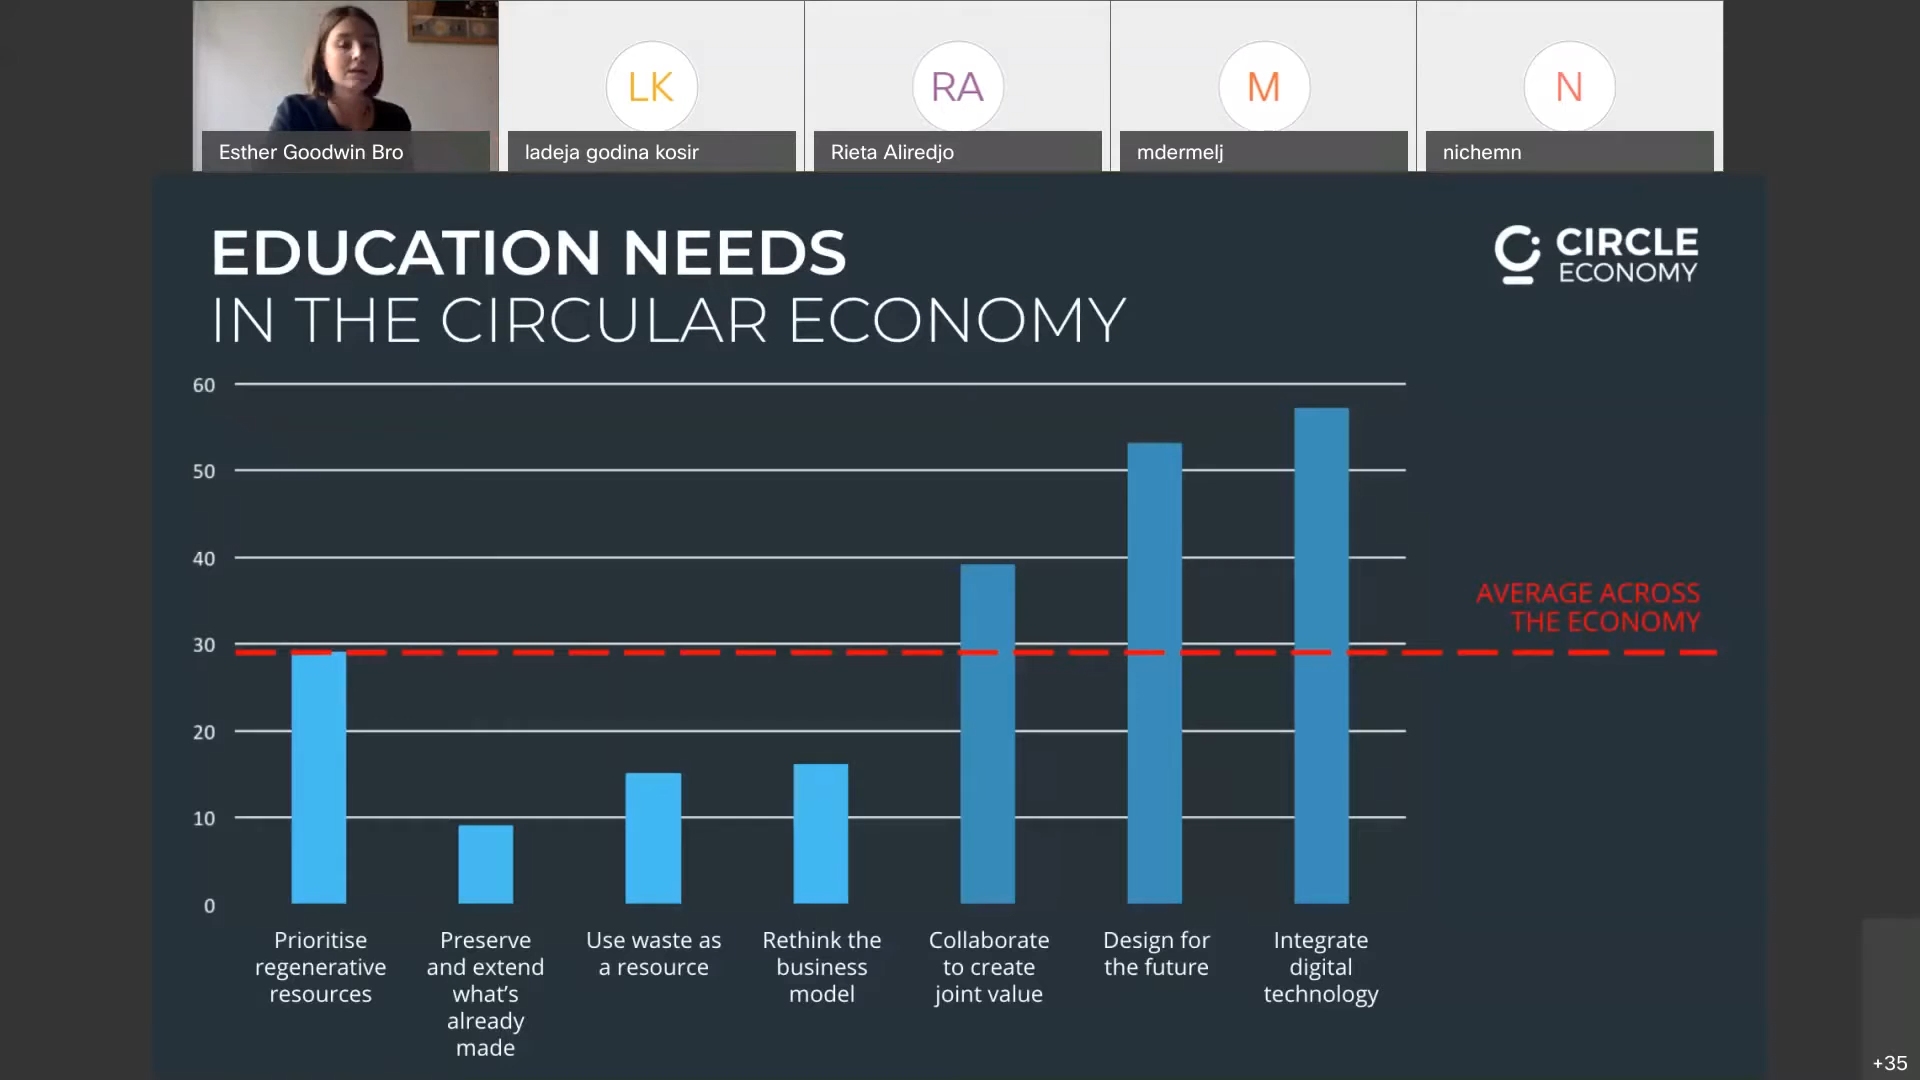 Esther Goodwin Bro
LK
ladeja godina kosir
RA
Rieta Aliredjo
M
mdermelj
N
nichemn
EDUCATION NEEDS
IN THE CIRCULAR ECONOMY
CIRCLE
ECONOMY
60
50
40
30
20
10
0
AVERAGE ACROSS
THE ECONOMY
Prioritise
regenerative
resources
Preserve
and extend
what's
already
made
Use waste as
a resource
Rethink the
business
model
Collaborate
to create
joint value
Design for
the future
Integrate
digital
technology
+35